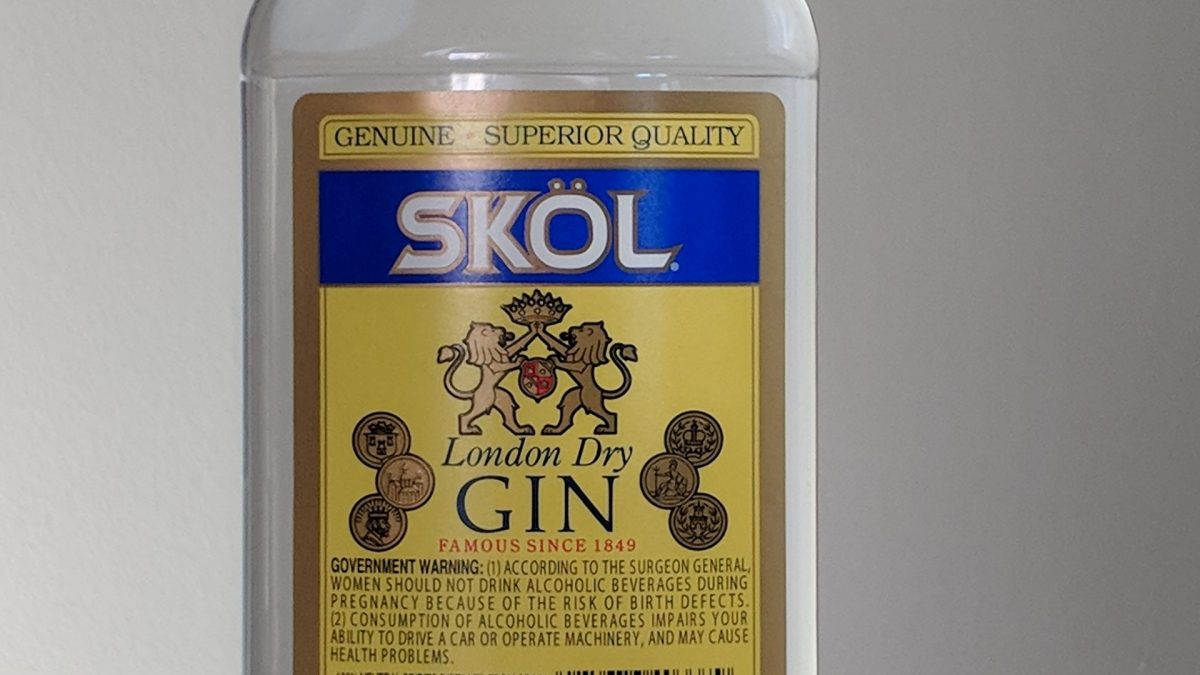 GENUINE SUPERIOR QUALITY
SKÖL®
London Dry
GIN
FAMOUS SINCE 1849
GOVERNMENT WARNING: (1) ACCORDING TO THE SURGEON GENERAL,
WOMEN SHOULD NOT DRINK ALCOHOLIC BEVERAGES DURING
PREGNANCY BECAUSE OF THE RISK OF BIRTH DEFECTS.
(2) CONSUMPTION OF ALCOHOLIC BEVERAGES IMPAIRS YOUR
ABILITY TO DRIVE A CAR OR OPERATE MACHINERY, AND MAY CAUSE
HEALTH PROBLEMS.